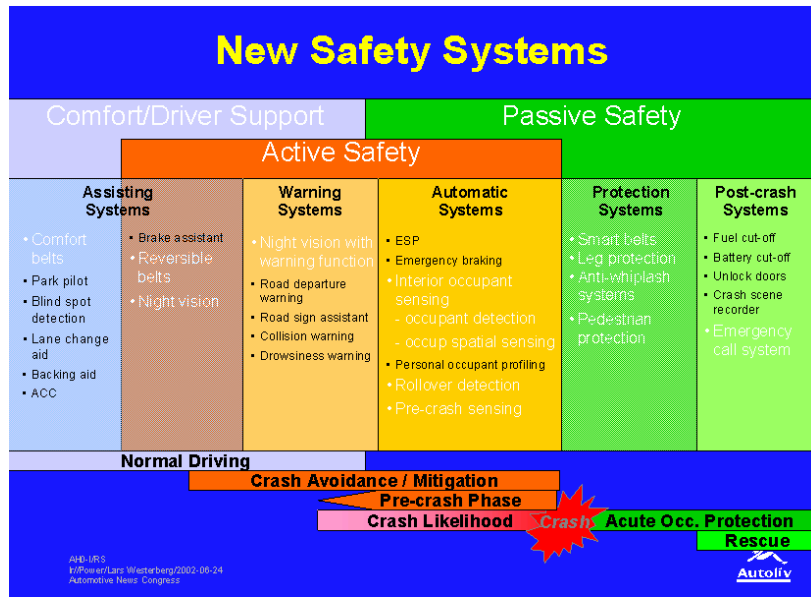 New Safety Systems
Comfort/Driver Support
Passive Safety
Active Safety
Assisting
Systems
• Comfort
belts
▪ Park pilot
▪ Blind spot
detection
▪ Lane change
aid
▪ Backing aid
▪ ACC
▪ Brake assistant
• Reversible
belts
• Night vision
Warning
Systems
• Night vision with
warning function
▪ Road departure
warning
▪ Road sign assistant
▪ Collision warning
▪ Drowsiness warning
Automatic
Systems
▪ ESP
▪ Emergency braking
• Interior occupant
sensing
- occupant detection
- occup spatial sensing
▪ Personal occupant profiling
• Rollover detection
• Pre-crash sensing
Protection
Systems
• Smart belts
• Leg protection
• Anti-whiplash
systems
• Pedestrian
protection
Post-crash
Systems
▪ Fuel cut-off
▪ Battery cut-off
▪ Unlock doors
▪ Crash scene
recorder
• Emergency
call system
Normal Driving
Crash Avoidance / Mitigation
Pre-crash Phase
Crash Likelihood
Crash
Acute Occ. Protection
Rescue
AHO-I/RS
Ir//Power/Lars Westerberg/2002-06-24
Automotive News Congress
Autoliv